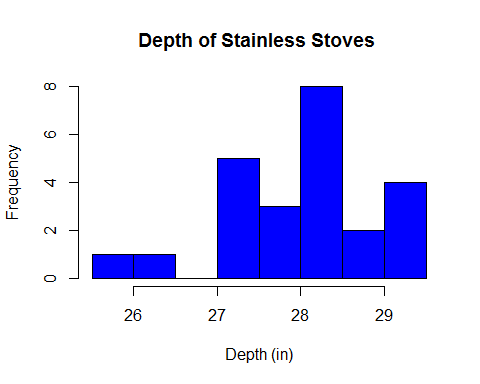 Depth of Stainless Stoves
Frequency
8
6
4
2
0
26 27 28 29
Depth (in)